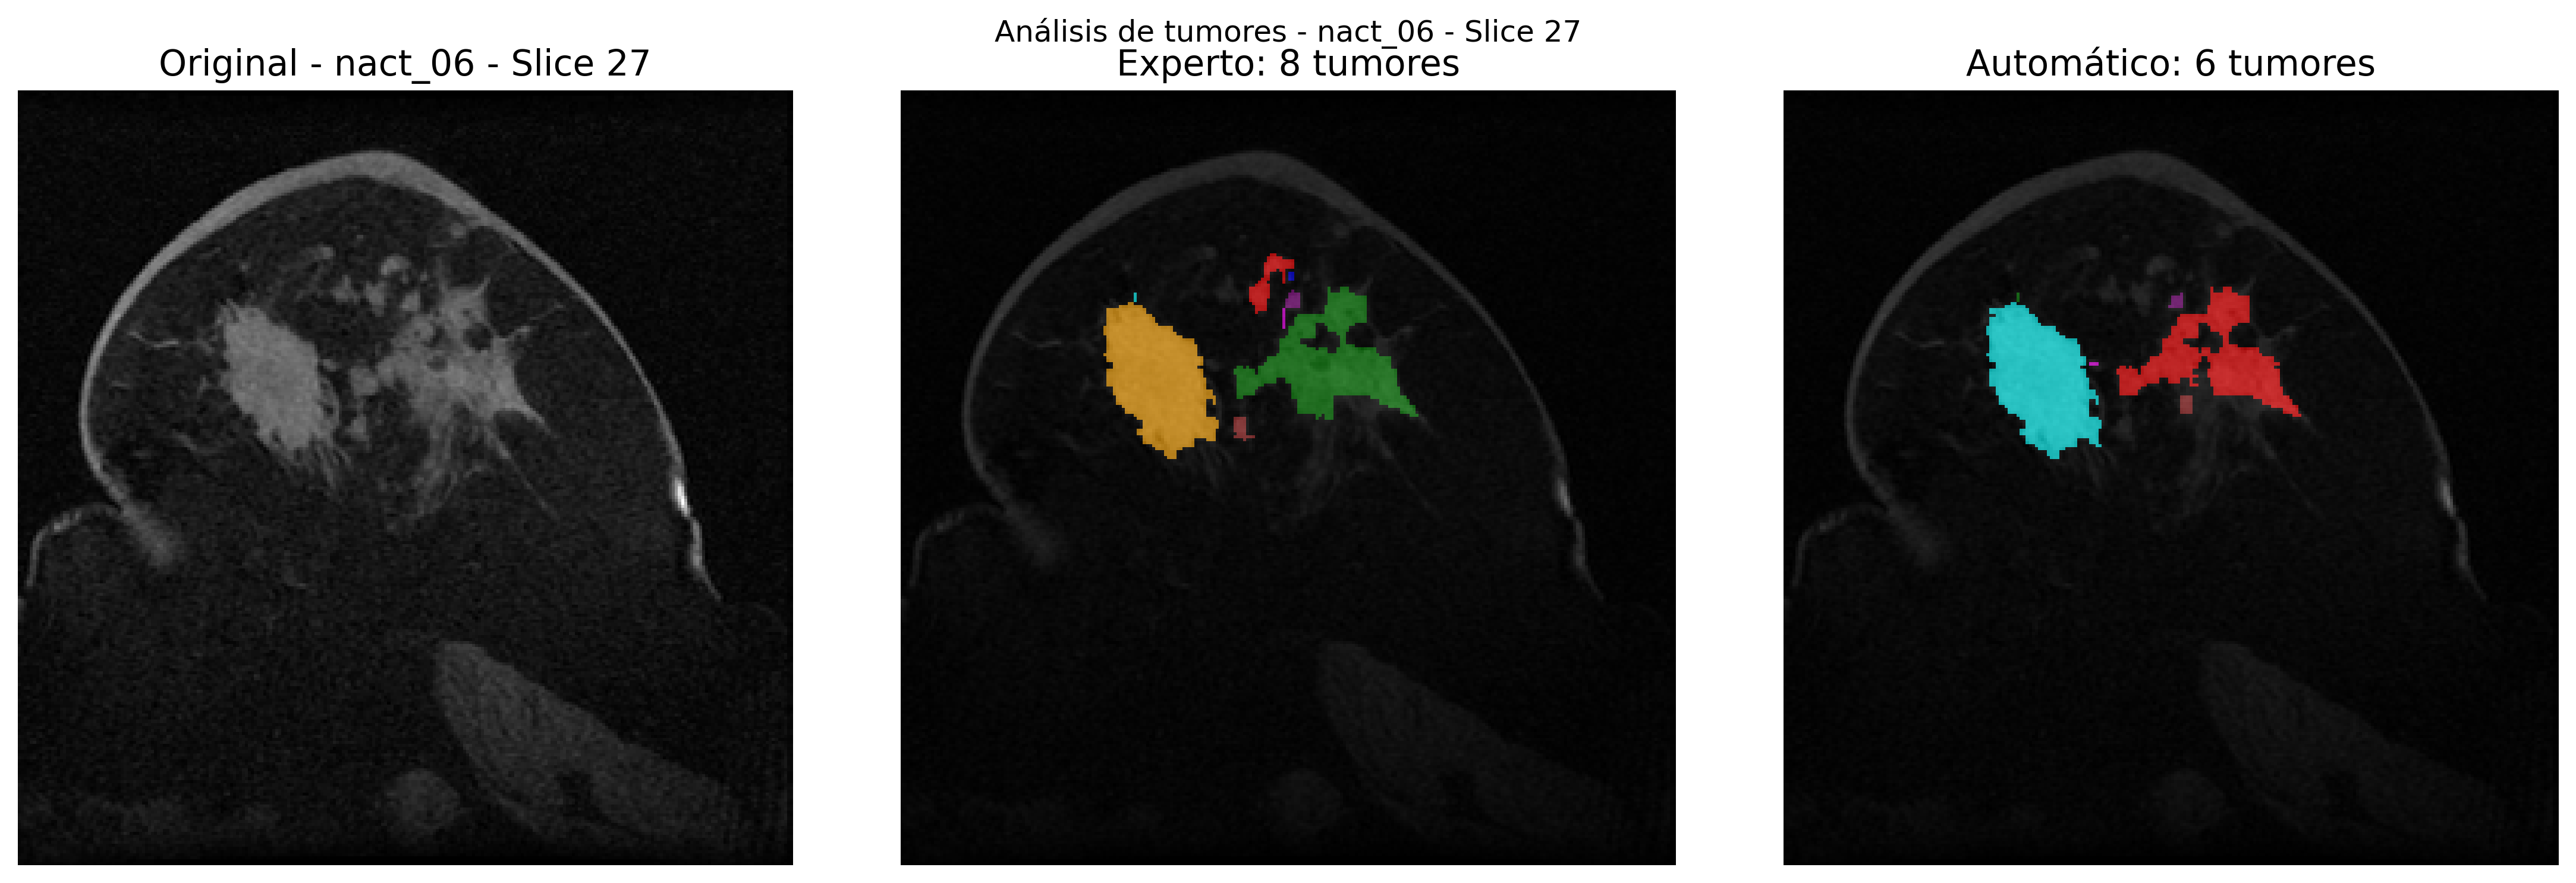 Análisis de tumores - nact_06 - Slice 27
Original - nact_06 - Slice 27
Experto: 8 tumores
Automático: 6 tumores